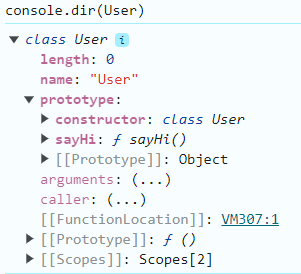 console.dir(User)
▼ class User i
length: 0
name: "User"
▼ prototype:
▶ constructor: class User
▶ sayHi: ƒ sayHi()
▶ [[Prototype]]: Object
arguments: (...)
caller: (...)
[[FunctionLocation]]: VM307:1
▶ [[Prototype]]: ƒ ()
▶ [[Scopes]]: Scopes[2]